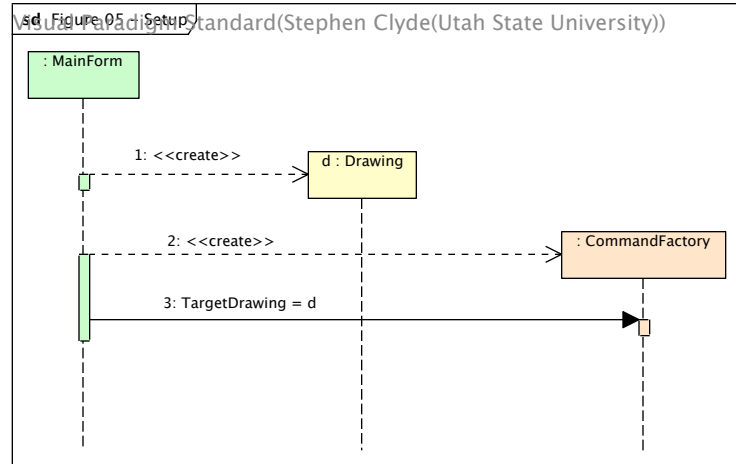 sd Figure 05 - Setup
Visual Paradigm Standard(Stephen Clyde(Utah State University))
: MainForm
1: <<create>>
d : Drawing
2: <<create>>
: CommandFactory
3: TargetDrawing = d